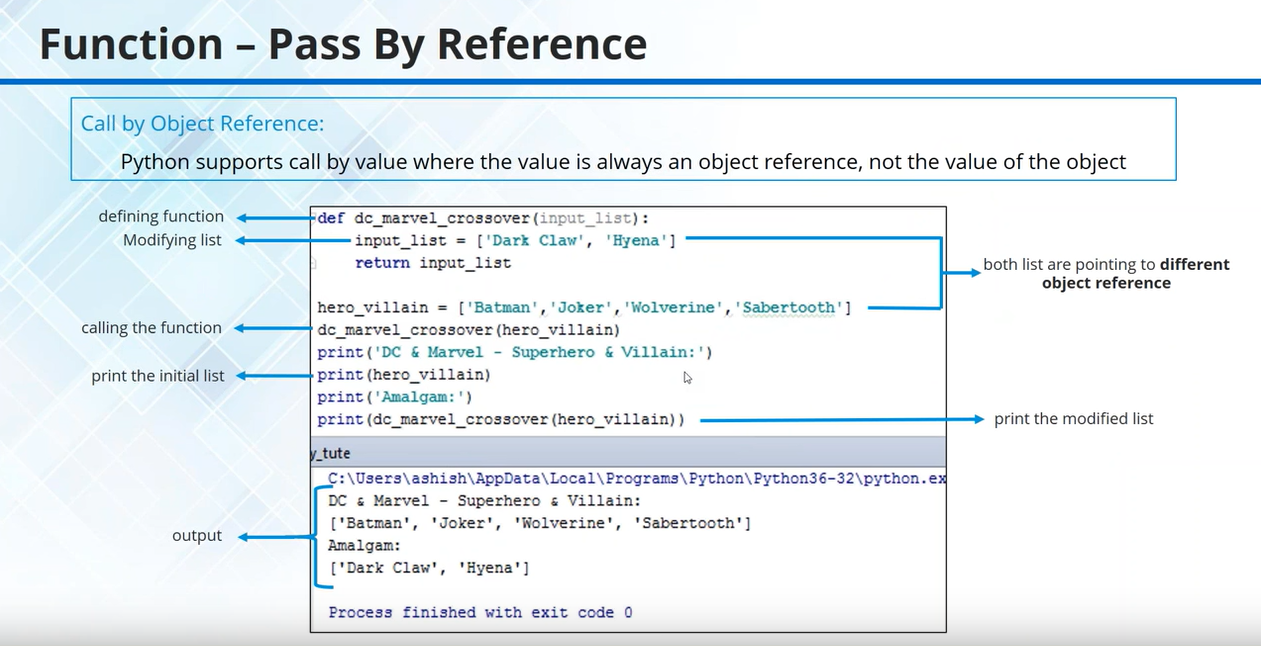 Function – Pass By Reference
Call by Object Reference:
Python supports call by value where the value is always an object reference, not the value of the object
defining function
Modifying list
calling the function
print the initial list
def dc_marvel_crossover(input_list):
input_list = ['Dark Claw', 'Hyena']
return input_list
hero_villain = ['Batman','Joker','Wolverine','Sabertooth']
dc_marvel_crossover(hero_villain)
print('DC & Marvel - Superhero & Villain:')
print(hero_villain)
print('Amalgam:')
print(dc_marvel_crossover(hero_villain))
both list are pointing to different
object reference
print the modified list
y_tute
C:\Users\ashish\AppData\Local\Programs\Python\Python36-32\python.ex
DC & Marvel - Superhero & Villain:
['Batman', 'Joker', 'Wolverine', 'Sabertooth']
Amalgam:
['Dark Claw', 'Hyena']
output
Process finished with exit code 0